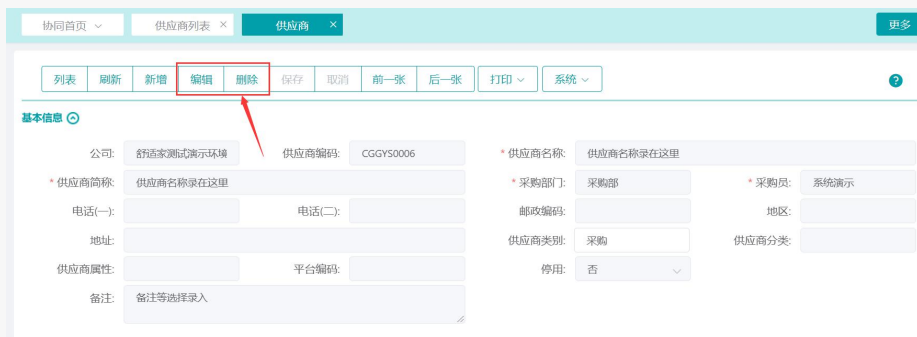 协同首页 供应商列表 × 供应商 × 更多
列表 刷新 新增 编辑 删除 保存 取消 前一张 后一张 打印 系统 ?
基本信息
公司: 舒适家测试演示环境 供应商编码: CGGYS0006 * 供应商名称: 供应商名称录在这里
* 供应商简称: 供应商名称录在这里 * 采购部门: 采购部 * 采购员: 系统演示
电话(一): 电话(二): 邮政编码: 地区:
地址: 供应商类别: 采购 供应商分类:
供应商属性: 平台编码: 停用: 否
备注: 备注等选择录入